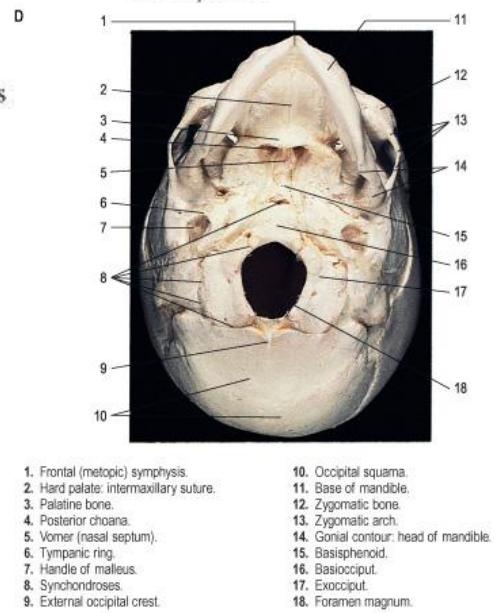 D
S
1
2
3
4
5
6
7
8
9
10
11
12
13
14
15
16
17
18
1. Frontal (metopic) symphysis.
2. Hard palate: intermaxillary suture.
3. Palatine bone.
4. Posterior choana.
5. Vomer (nasal septum).
6. Tympanic ring.
7. Handle of malleus.
8. Synchondroses.
9. External occipital crest.
10. Occipital squama.
11. Base of mandible.
12. Zygomatic bone.
13. Zygomatic arch.
14. Gonial contour: head of mandible.
15. Basisphenoid.
16. Basiocciput.
17. Exocciput.
18. Foramen magnum.